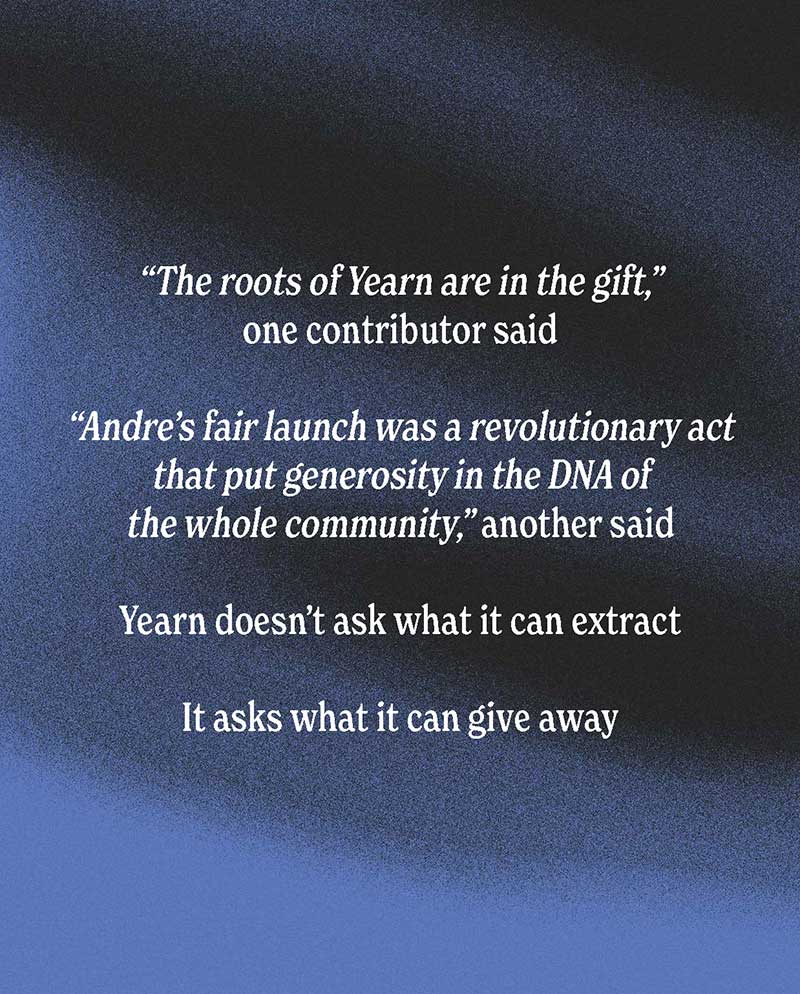 “The roots of Yearn are in the gift,”
one contributor said
“Andre’s fair launch was a revolutionary act
that put generosity in the DNA of
the whole community,” another said
Yearn doesn’t ask what it can extract
It asks what it can give away